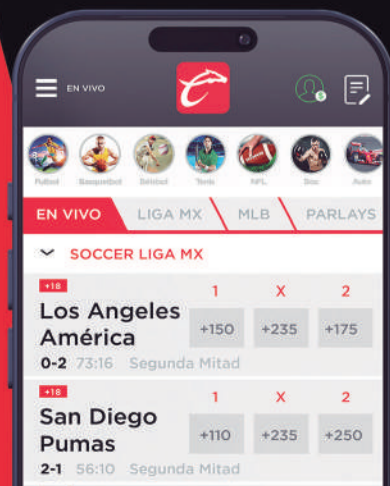 EN VIVO
Futbol Basquetbol Béisbol Tenis NFL Box Auto
EN VIVO LIGA MX MLB PARLAYS
SOCCER LIGA MX
+18
1 X 2
Los Angeles
América
+150 +235 +175
0-2 73:16 Segunda Mitad
+18
1 X 2
San Diego
Pumas
+110 +235 +250
2-1 56:10 Segunda Mitad